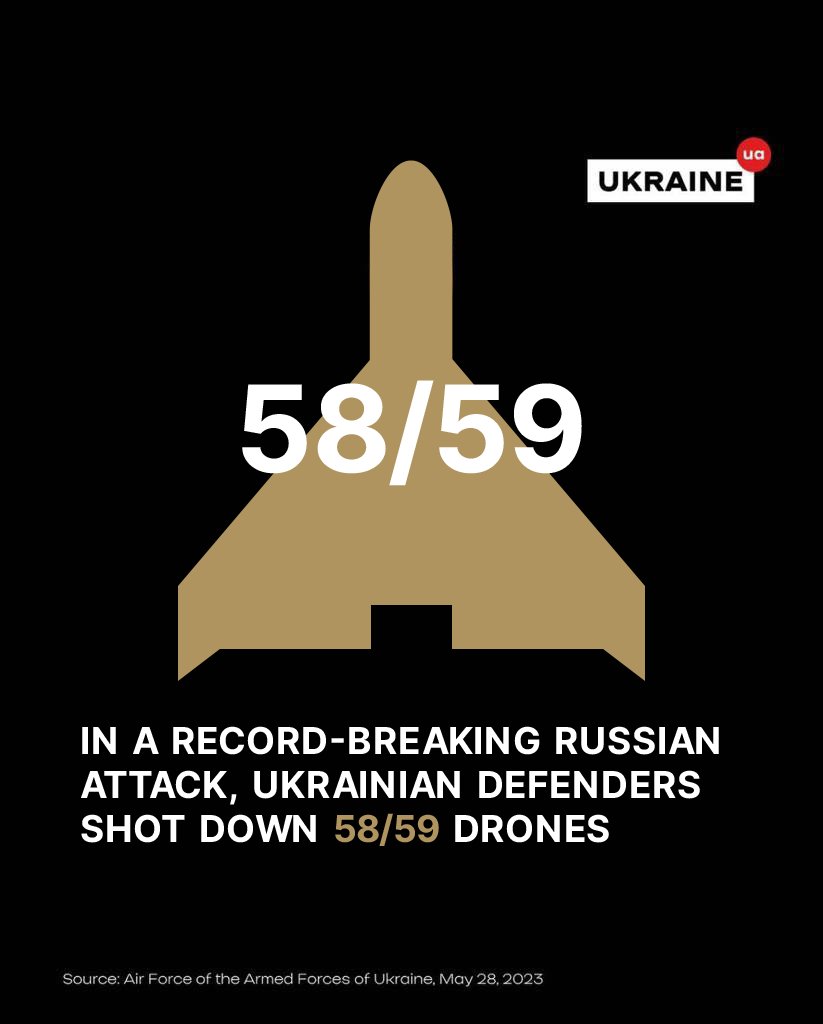 ua
UKRAINE
58/59
IN A RECORD-BREAKING RUSSIAN
ATTACK, UKRAINIAN DEFENDERS
SHOT DOWN 58/59 DRONES
Source: Air Force of the Armed Forces of Ukraine, May 28, 2023